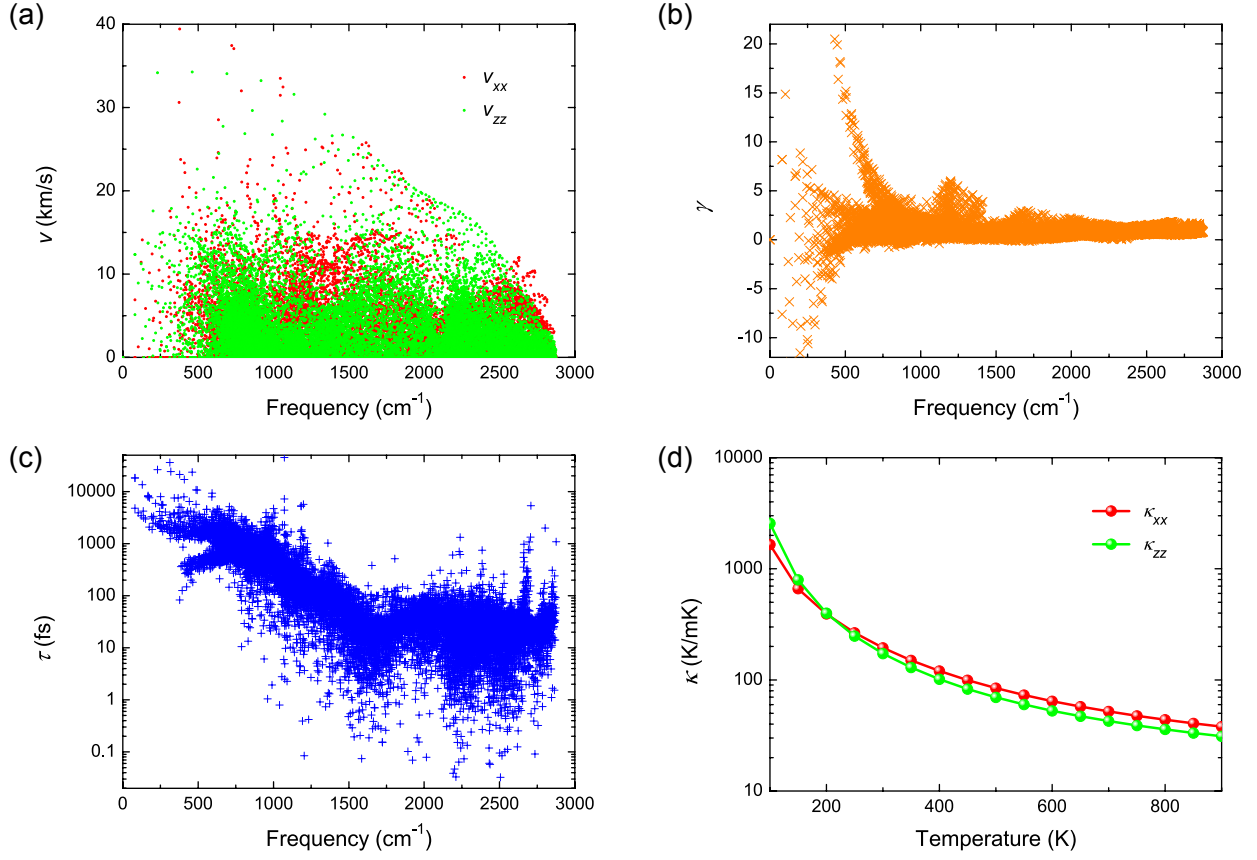 (a)
40
30
20
10
0
v (km/s)
v_xx
v_zz
0 500 1000 1500 2000 2500 3000
Frequency (cm⁻¹)
(b)
20
15
10
5
0
-5
-10
γ
0 500 1000 1500 2000 2500 3000
Frequency (cm⁻¹)
(c)
10000
1000
100
10
1
0.1
τ (fs)
0 500 1000 1500 2000 2500 3000
Frequency (cm⁻¹)
(d)
10000
1000
100
10
κ (K/mK)
κ_xx
κ_zz
200 400 600 800
Temperature (K)